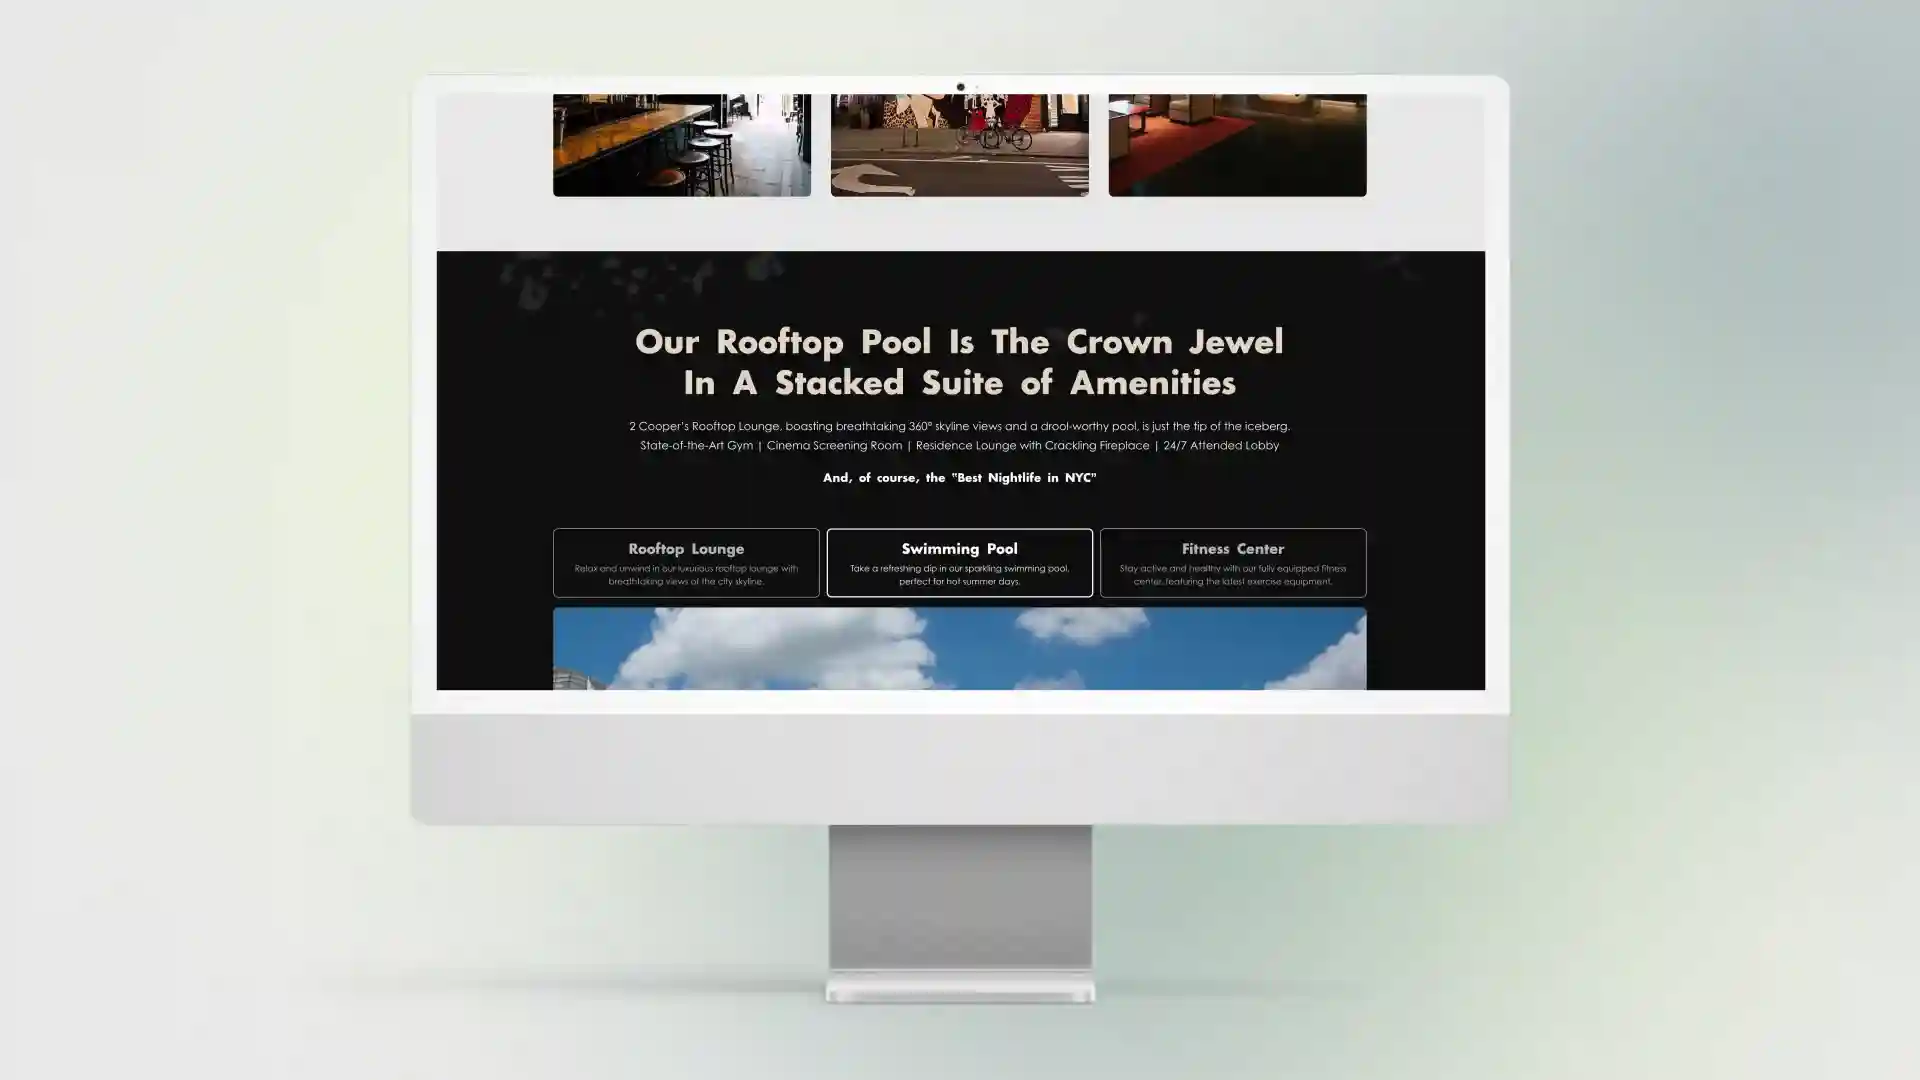 Our Rooftop Pool Is The Crown Jewel
In A Stacked Suite of Amenities
2 Cooper's Rooftop Lounge, boasting breathtaking 360° skyline views and a drool-worthy pool, is just the tip of the iceberg.
State-of-the-Art Gym | Cinema Screening Room | Residence Lounge with Crackling Fireplace | 24/7 Attended Lobby
And, of course, the "Best Nightlife in NYC"
Rooftop Lounge
Relax and unwind in our luxurious rooftop lounge with
breathtaking views of the city skyline.
Swimming Pool
Take a refreshing dip in our sparkling swimming pool,
perfect for hot summer days.
Fitness Center
Stay active and healthy with our fully equipped fitness
center, featuring the latest exercise equipment.